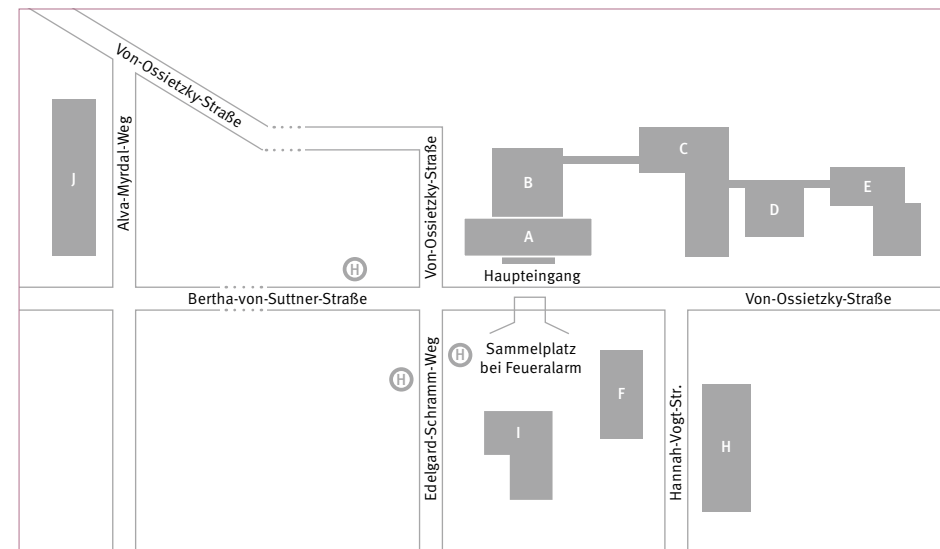 Von-Ossietzky-Straße
Alva-Myrdal-Weg
J
Von-Ossietzky-Straße
B
C
D
E
A
H
Haupteingang
Bertha-von-Suttner-Straße
Von-Ossietzky-Straße
H
H
Edelgard-Schramm-Weg
Sammelplatz
bei Feueralarm
F
I
Hannah-Vogt-Str.
H